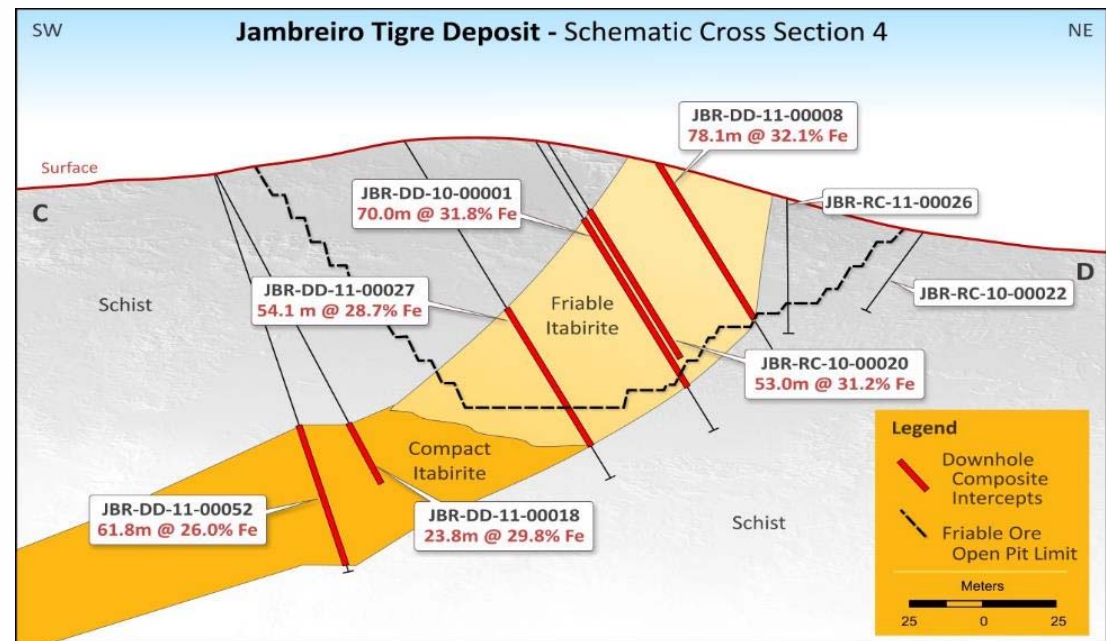 SW
Jambreiro Tigre Deposit - Schematic Cross Section 4
NE
JBR-DD-11-00008
78.1m @ 32.1% Fe
Surface
JBR-DD-10-00001
70.0m @ 31.8% Fe
JBR-RC-11-00026
C
D
JBR-DD-11-00027
54.1 m @ 28.7% Fe
JBR-RC-10-00022
Schist
Friable
Itabirite
JBR-RC-10-00020
53.0m @ 31.2% Fe
Compact
Itabirite
JBR-DD-11-00052
61.8m @ 26.0% Fe
JBR-DD-11-00018
23.8m @ 29.8% Fe
Schist
Legend
Downhole
Composite
Intercepts
Friable Ore
Open Pit Limit
Meters
25 0 25